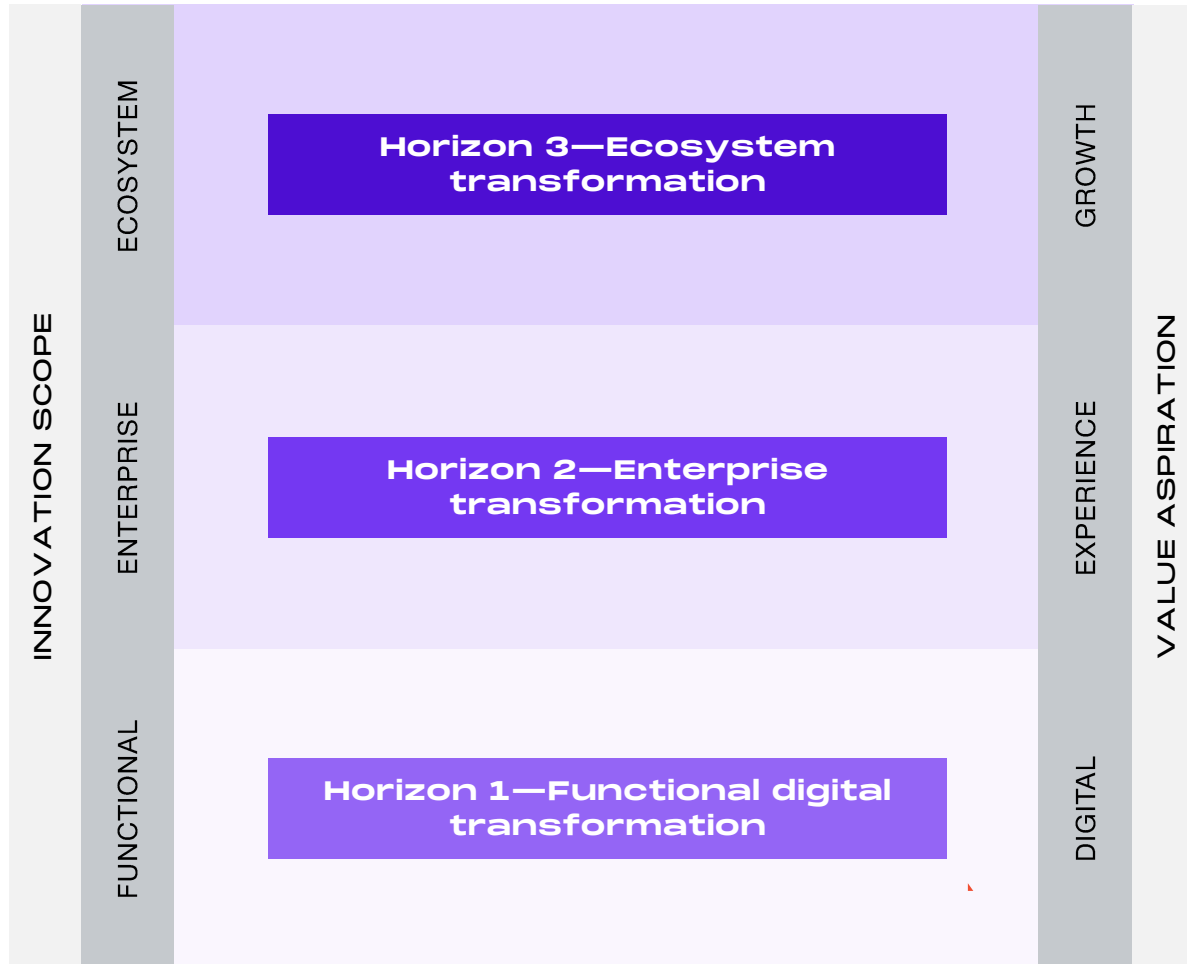 INNOVATION SCOPE
ECOSYSTEM
Horizon 3—Ecosystem
transformation
GROWTH
VALUE ASPIRATION
ENTERPRISE
Horizon 2—Enterprise
transformation
EXPERIENCE
FUNCTIONAL
Horizon 1—Functional digital
transformation
DIGITAL